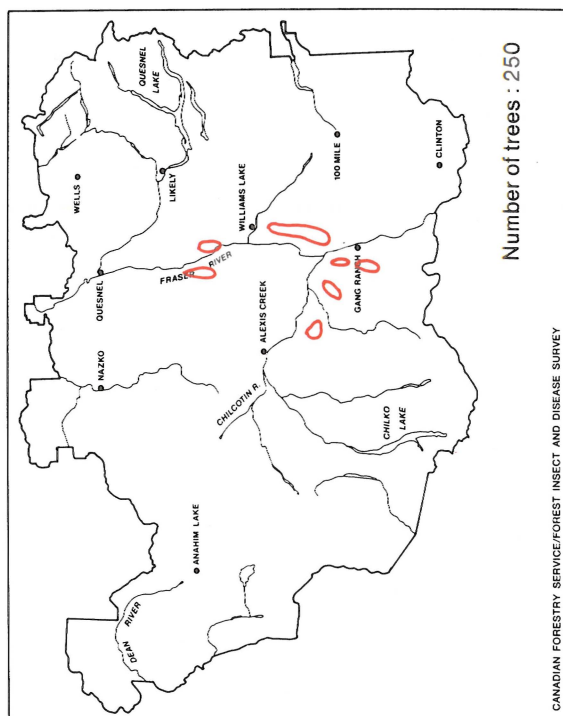 WELLS
QUESNEL
LAKE
LIKELY
QUESNEL
NAZKO
FRASER
RIVER
WILLIAMS LAKE
100 MILE
CLINTON
ALEXIS CREEK
GANG RANCH
CHILCOTIN R.
CHILKO
LAKE
ANAHIM LAKE
DEAN
RIVER
Number of trees : 250
CANADIAN FORESTRY SERVICE/FOREST INSECT AND DISEASE SURVEY